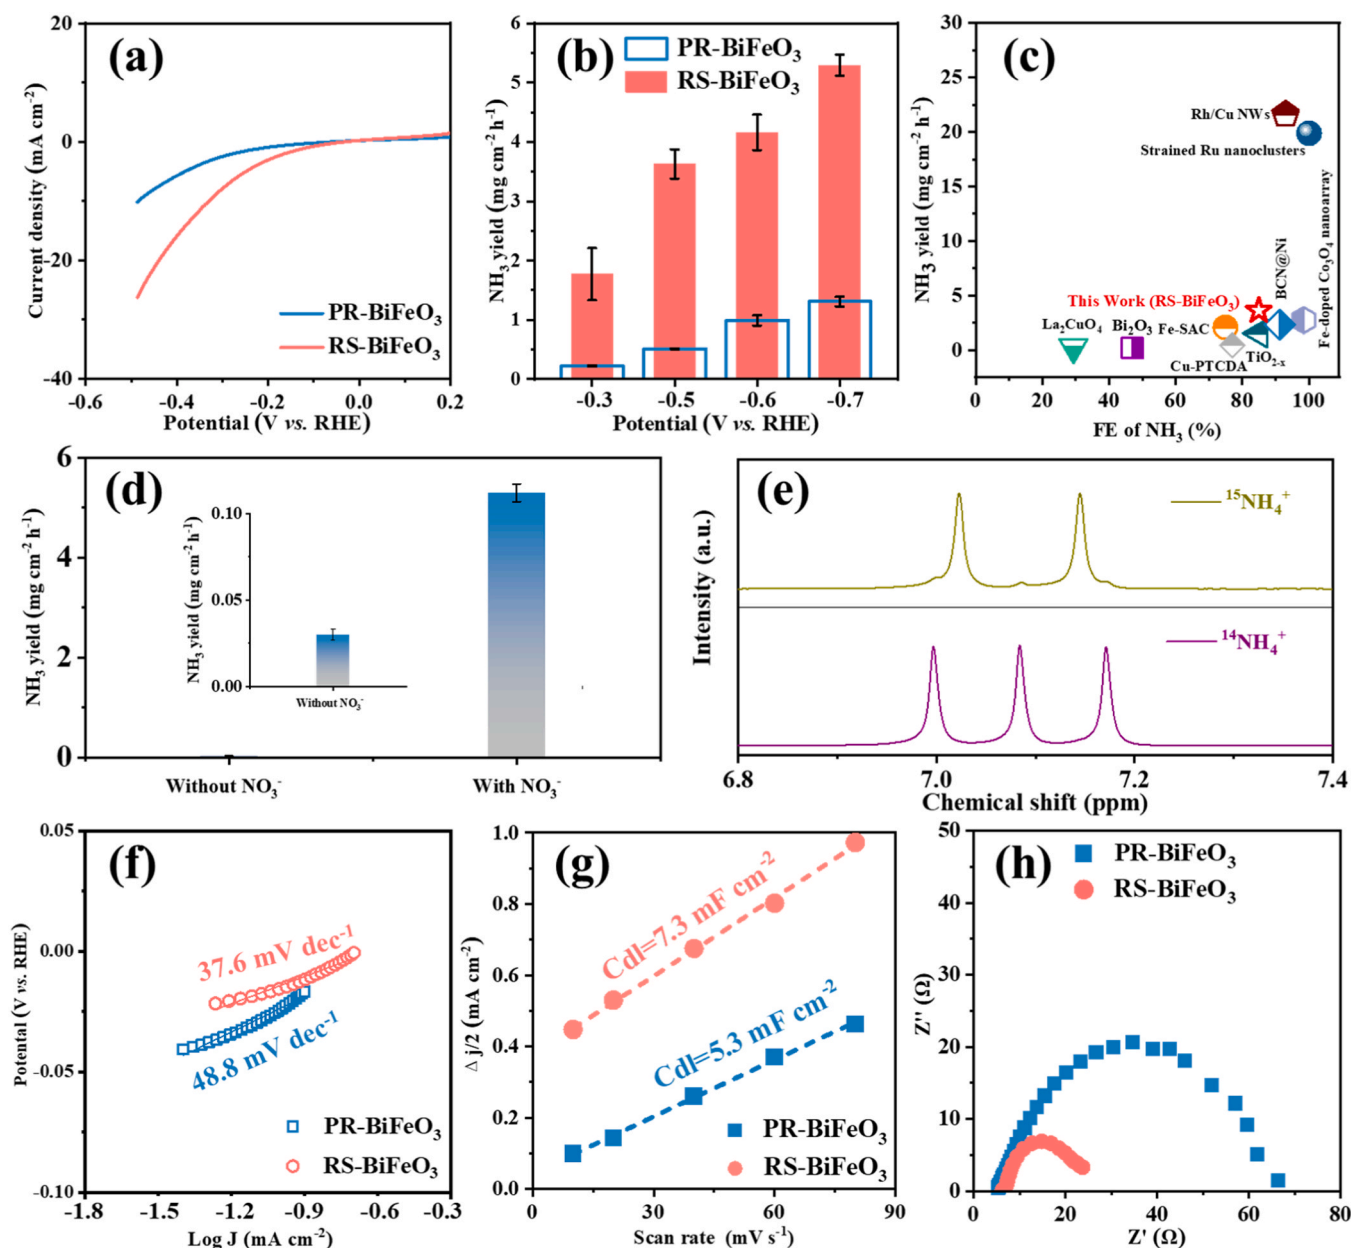 (a)
20
0
-20
-40
-0.6 -0.4 -0.2 0.0 0.2
Current density (mA cm⁻²)
Potential (V vs. RHE)
PR-BiFeO₃
RS-BiFeO₃
(b)
6
5
4
3
2
1
0
-0.3 -0.5 -0.6 -0.7
NH₃ yield (mg cm⁻² h⁻¹)
Potential (V vs. RHE)
PR-BiFeO₃
RS-BiFeO₃
(c)
30
25
20
15
10
5
0
0 20 40 60 80 100
NH₃ yield (mg cm⁻² h⁻¹)
FE of NH₃ (%)
Rh/Cu NWs
Strained Ru nanoclusters
This Work (RS-BiFeO₃)
La₂CuO₄
Bi₂O₃
Fe-SAC
Cu-PTCDA
TiO₂₋ₓ
BCN@Ni
Fe-doped Co₃O₄ nanoarray
(d)
6
4
2
0
NH₃ yield (mg cm⁻² h⁻¹)
Without NO₃⁻
With NO₃⁻
0.10
0.05
0.00
NH₃ yield (mg cm⁻² h⁻¹)
Without NO₃⁻
(e)
Intensity (a.u.)
¹⁵NH₄⁺
¹⁴NH₄⁺
6.8 7.0 7.2 7.4
Chemical shift (ppm)
(f)
0.05
0.00
-0.05
-0.10
-1.8 -1.5 -1.2 -0.9 -0.6 -0.3
Potential (V vs. RHE)
Log J (mA cm⁻²)
37.6 mV dec⁻¹
48.8 mV dec⁻¹
PR-BiFeO₃
RS-BiFeO₃
(g)
1.0
0.8
0.6
0.4
0.2
0.0
0 30 60 90
Δ j/2 (mA cm⁻²)
Scan rate (mV s⁻¹)
Cdl=7.3 mF cm⁻²
Cdl=5.3 mF cm⁻²
PR-BiFeO₃
RS-BiFeO₃
(h)
50
40
30
20
10
0
0 20 40 60 80
Z'' (Ω)
Z' (Ω)
PR-BiFeO₃
RS-BiFeO₃